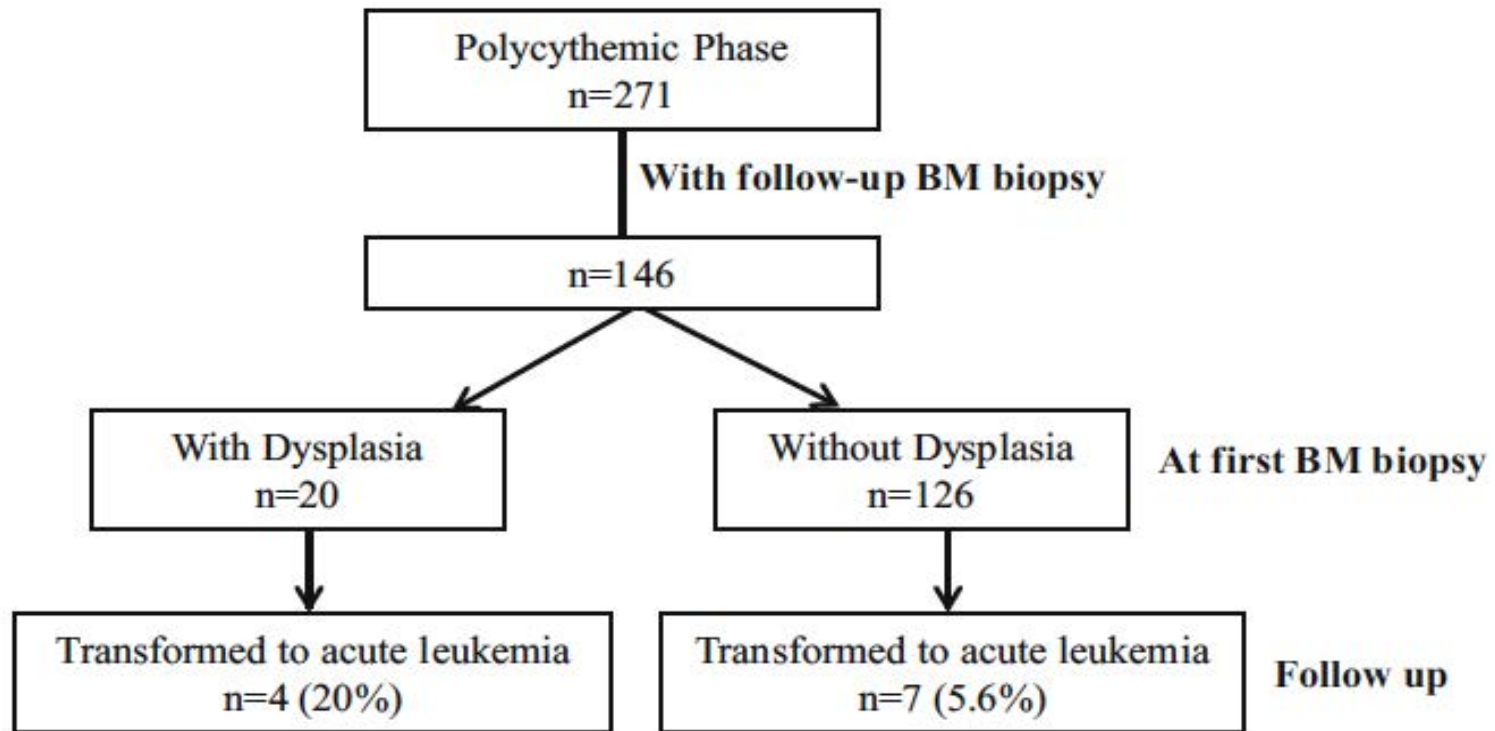 Polycythemic Phase
n=271
With follow-up BM biopsy
n=146
With Dysplasia
n=20
Without Dysplasia
n=126
At first BM biopsy
Transformed to acute leukemia
n=4 (20%)
Transformed to acute leukemia
n=7 (5.6%)
Follow up